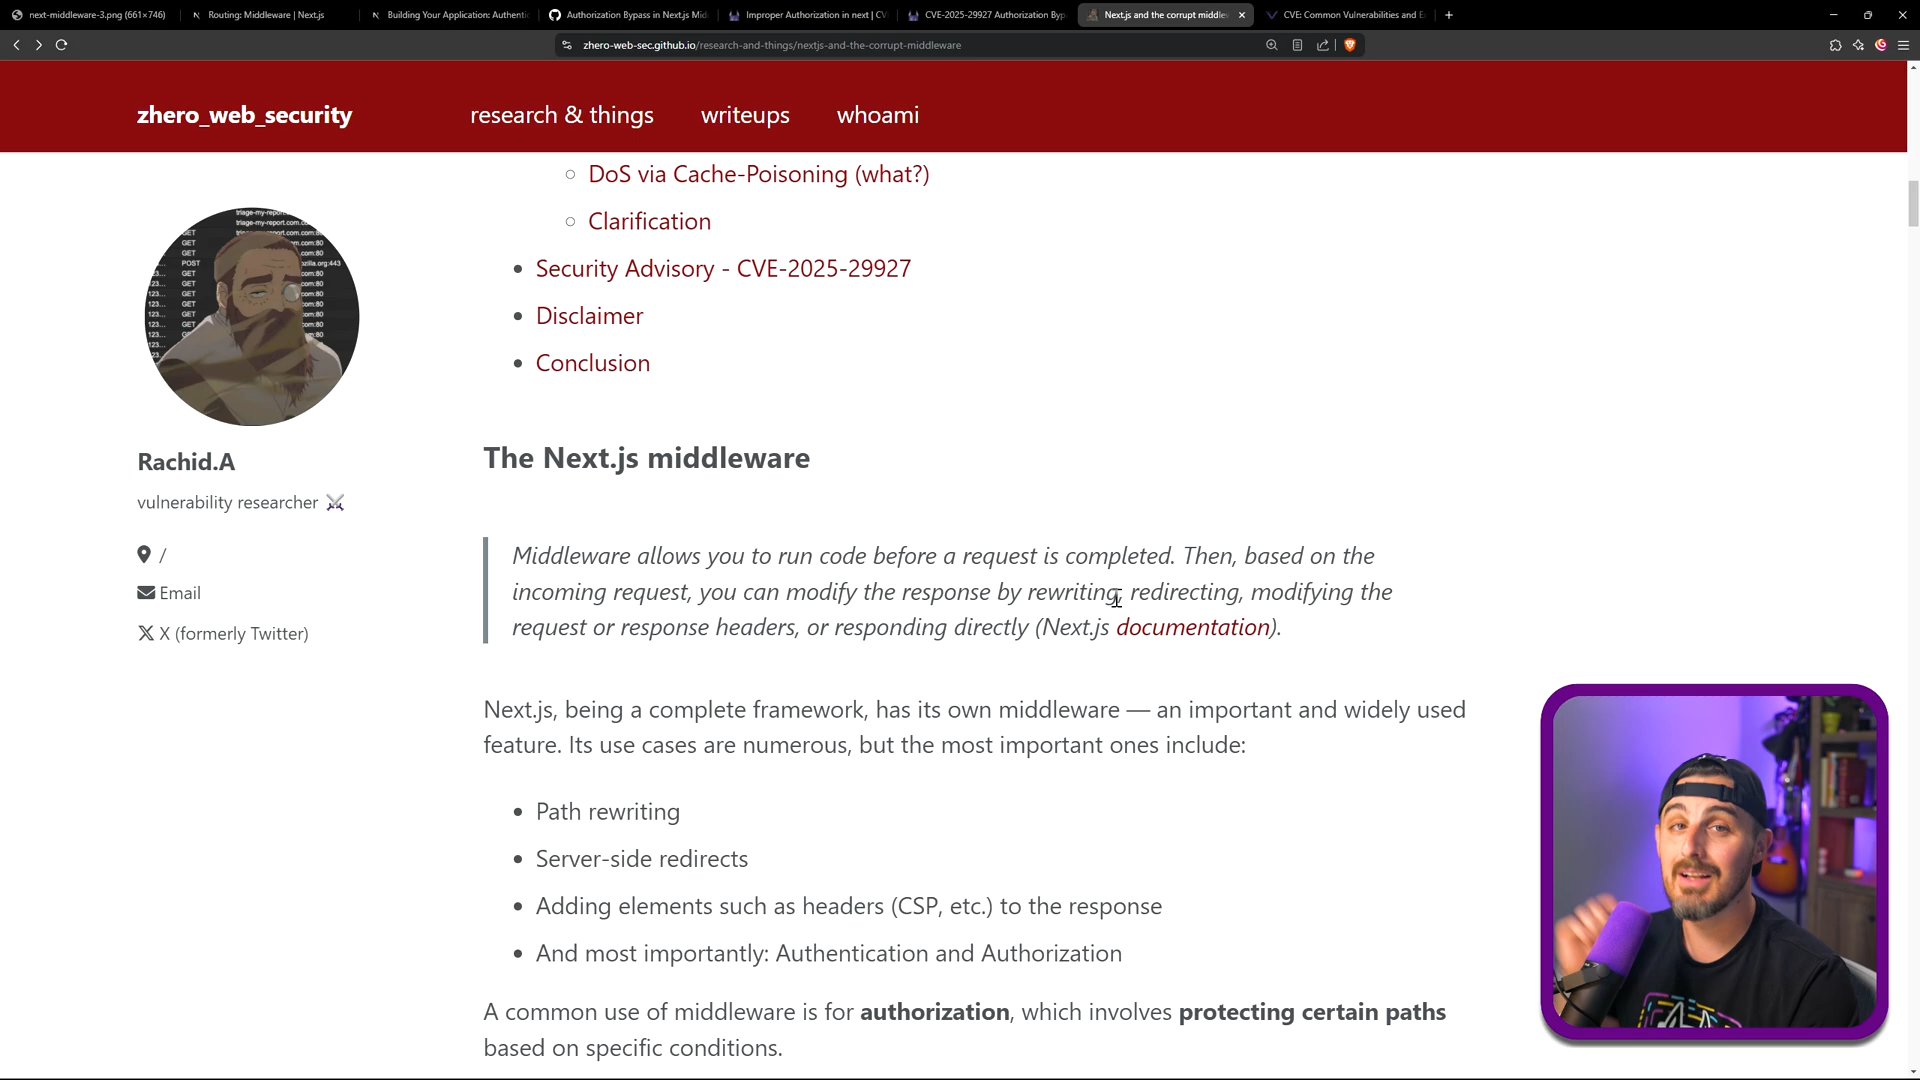 next-middleware-3.png (661×746)
Routing: Middleware | Next.js
Building Your Application: Authentic
Authorization Bypass in Next.js Mid
Improper Authorization in next | CV
CVE-2025-29927 Authorization Byp
Next.js and the corrupt middle
CVE: Common Vulnerabilities and E
zhero-web-sec.github.io/research-and-things/nextjs-and-the-corrupt-middleware
zhero_web_security
research & things
writeups
whoami
DoS via Cache-Poisoning (what?)
Clarification
Security Advisory - CVE-2025-29927
Disclaimer
Conclusion
Rachid.A
vulnerability researcher ⚔️
/
Email
X (formerly Twitter)
The Next.js middleware
Middleware allows you to run code before a request is completed. Then, based on the
incoming request, you can modify the response by rewriting, redirecting, modifying the
request or response headers, or responding directly (Next.js documentation).
Next.js, being a complete framework, has its own middleware — an important and widely used
feature. Its use cases are numerous, but the most important ones include:
Path rewriting
Server-side redirects
Adding elements such as headers (CSP, etc.) to the response
And most importantly: Authentication and Authorization
A common use of middleware is for authorization, which involves protecting certain paths
based on specific conditions.